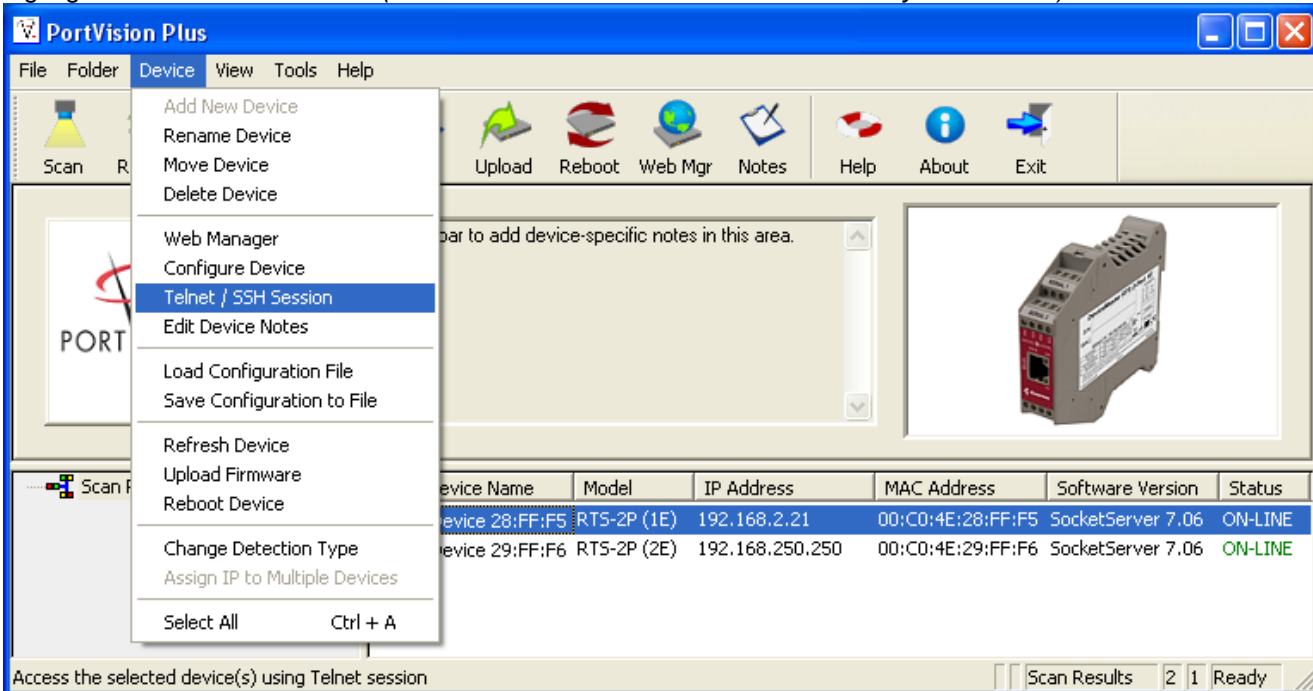 PortVision Plus
File Folder Device View Tools Help
Add New Device
Rename Device
Move Device
Delete Device
Web Manager
Configure Device
Telnet / SSH Session
Edit Device Notes
Load Configuration File
Save Configuration to File
Refresh Device
Upload Firmware
Reboot Device
Change Detection Type
Assign IP to Multiple Devices
Select All Ctrl + A
Scan R Upload Reboot Web Mgr Notes Help About Exit
bar to add device-specific notes in this area.
PORT
Scan R
evice Name Model IP Address MAC Address Software Version Status
evice 28:FF:F5 RTS-2P (1E) 192.168.2.21 00:C0:4E:28:FF:F5 SocketServer 7.06 ON-LINE
evice 29:FF:F6 RTS-2P (2E) 192.168.250.250 00:C0:4E:29:FF:F6 SocketServer 7.06 ON-LINE
Access the selected device(s) using Telnet session Scan Results 2 1 Ready